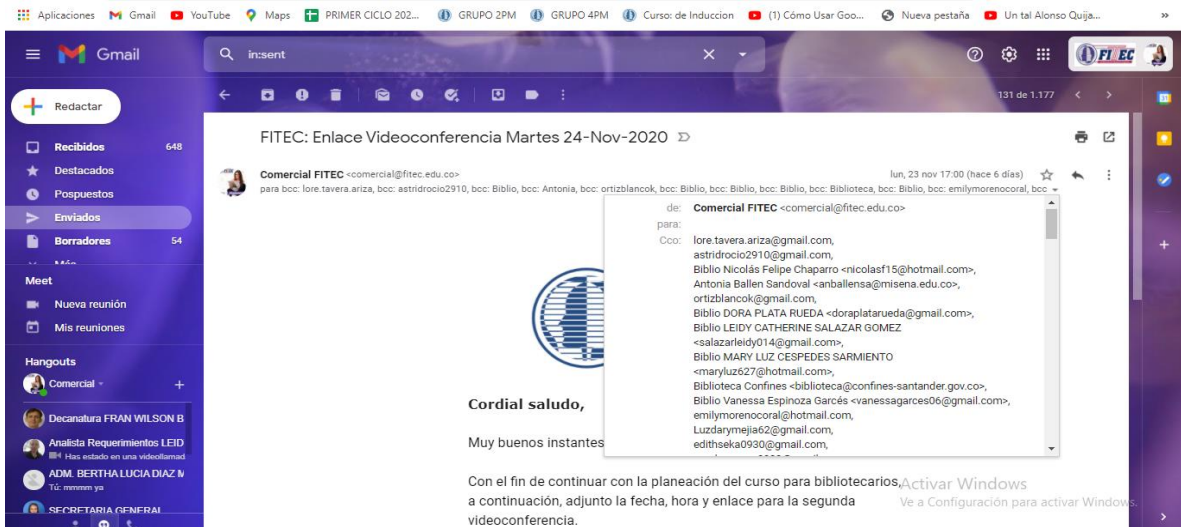 Aplicaciones Gmail YouTube Maps PRIMER CICLO 202... GRUPO 2PM GRUPO 4PM Curso: de Induccion (1) Cómo Usar Goo... Nueva pestaña Un tal Alonso Quija... »
Gmail
in:sent
FITEC
Redactar
131 de 1.177
Recibidos 648
Destacados
Pospuestos
Enviados
Borradores 54
Más
Meet
Nueva reunión
Mis reuniones
Hangouts
Comercial
Decanatura FRAN WILSON B
Analista Requerimientos LEID
Has estado en una videollamad
ADM. BERTHA LUCIA DIAZ M
Tú: mmmm ya
SECRETARIA GENERAL
FITEC: Enlace Videoconferencia Martes 24-Nov-2020
Comercial FITEC <comercial@fitec.edu.co>
lun, 23 nov 17:00 (hace 6 días)
para bcc: lore.tavera.ariza, bcc: astridrocio2910, bcc: Biblio, bcc: Antonia, bcc: ortizblancok, bcc: Biblio, bcc: Biblio, bcc: Biblio, bcc: Biblioteca, bcc: Biblio, bcc: emilymorenocoral, bcc
de: Comercial FITEC <comercial@fitec.edu.co>
para:
Cco: lore.tavera.ariza@gmail.com,
astridrocio2910@gmail.com,
Biblio Nicolás Felipe Chaparro <nicolasf15@hotmail.com>,
Antonia Ballen Sandoval <anballensa@misena.edu.co>,
ortizblancok@gmail.com,
Biblio DORA PLATA RUEDA <doraplatarueda@gmail.com>,
Biblio LEIDY CATHERINE SALAZAR GOMEZ
<salazarleidy014@gmail.com>,
Biblio MARY LUZ CESPEDES SARMIENTO
<maryluz627@hotmail.com>,
Biblioteca Confines <biblioteca@confines-santander.gov.co>,
Biblio Vanessa Espinoza Garcés <vanessagarces06@gmail.com>,
emilymorenocoral@hotmail.com,
Luzdarymejia62@gmail.com,
edithseka0930@gmail.com,
Cordial saludo,
Muy buenos instantes
Con el fin de continuar con la planeación del curso para bibliotecarios,
a continuación, adjunto la fecha, hora y enlace para la segunda
videoconferencia.
Activar Windows
Ve a Configuración para activar Windows.